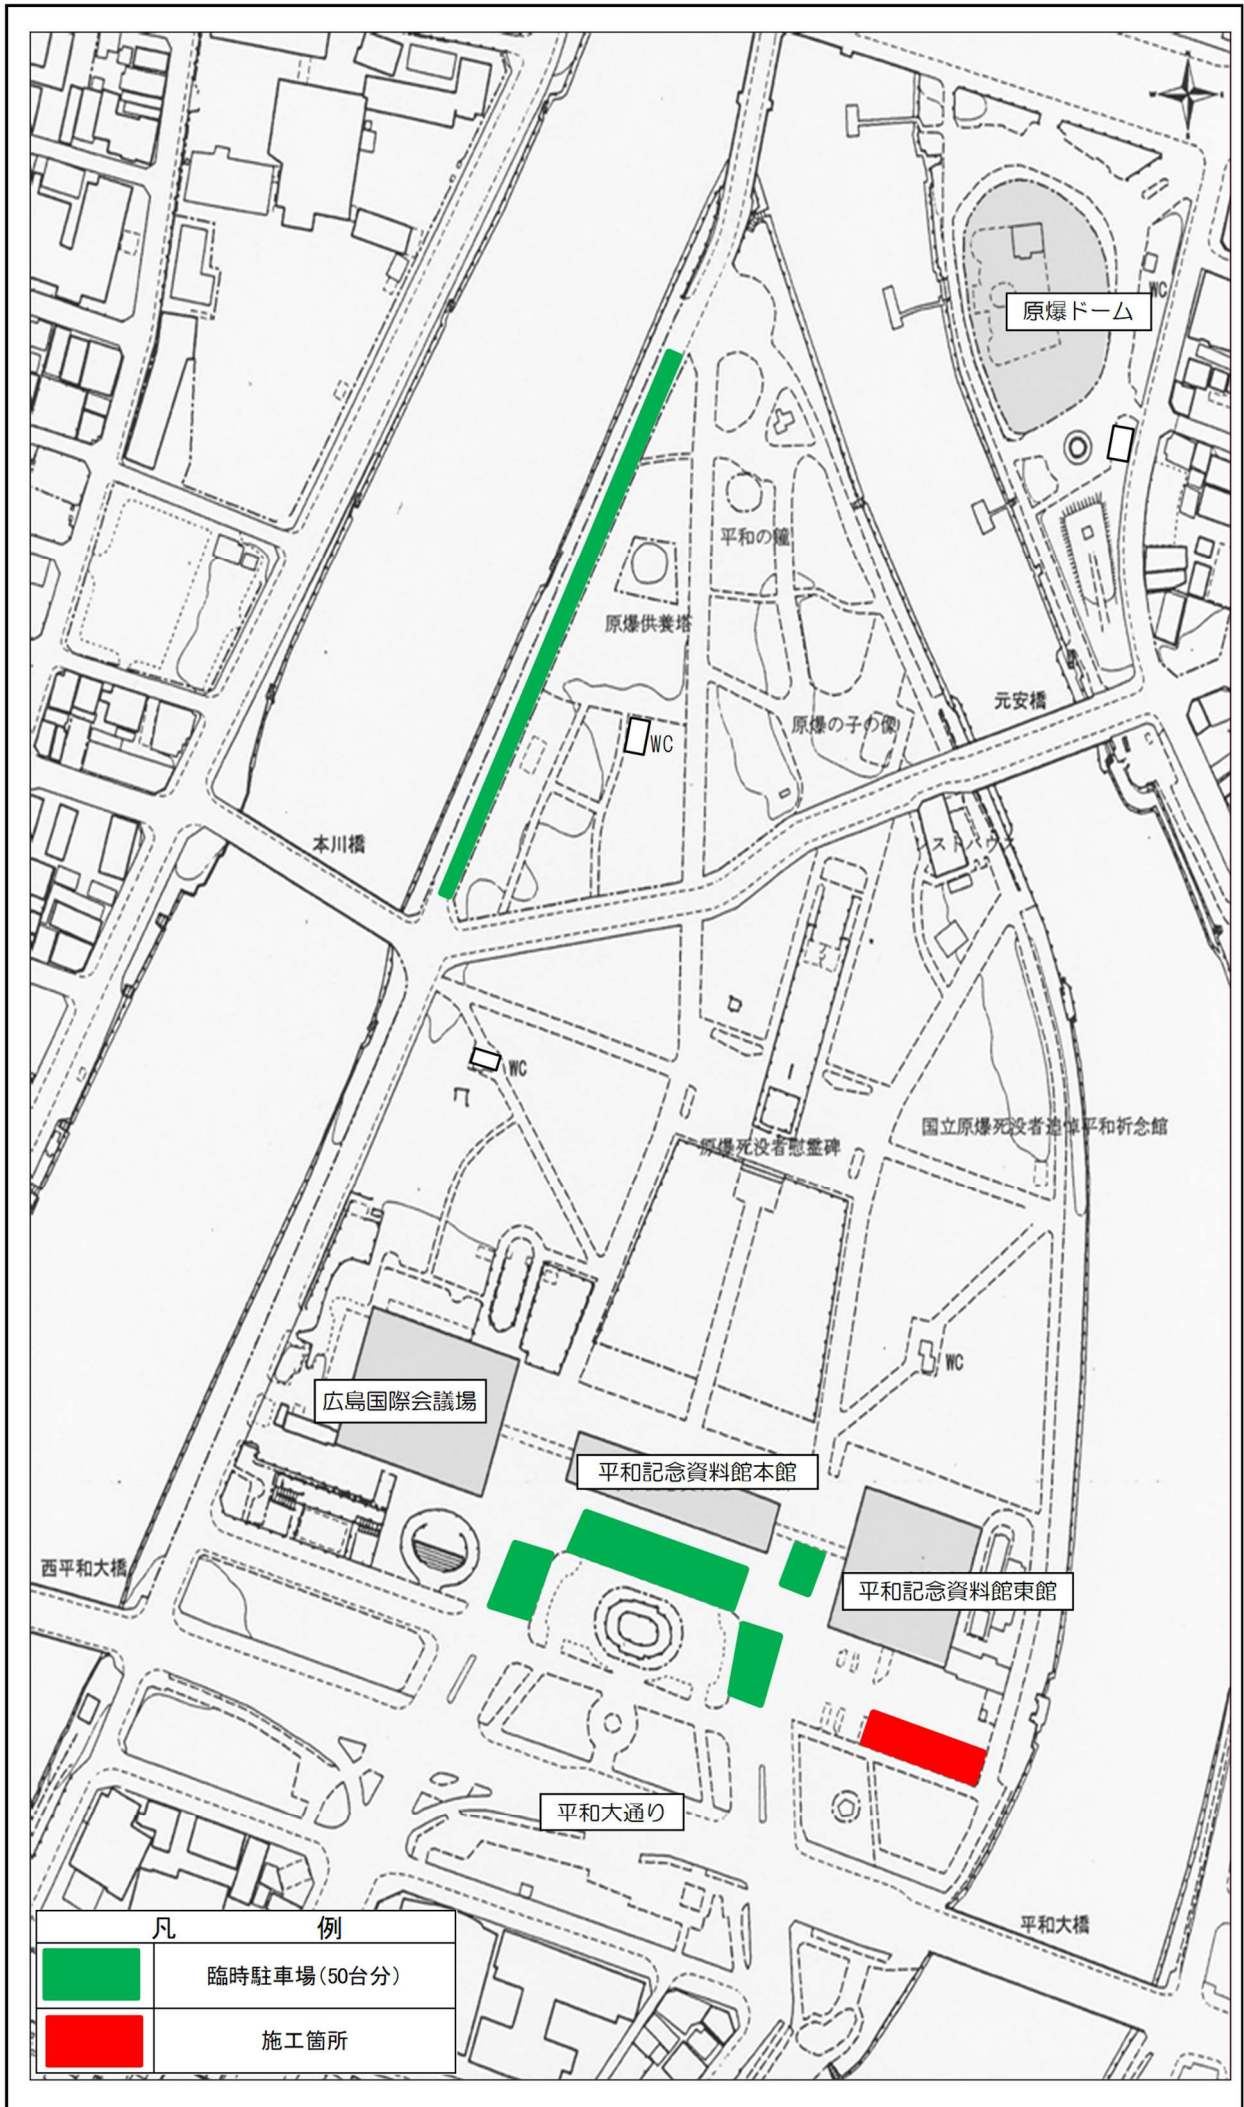 原爆ドーム
WC
平和の鐘
原爆供養塔
元安橋
原爆の子の像
WC
本川橋
レストハウス
WC
国立原爆死没者追悼平和祈念館
原爆死没者慰霊碑
WC
広島国際会議場
平和記念資料館本館
西平和大橋
平和記念資料館東館
平和大通り
平和大橋
凡　例
臨時駐車場(50台分)
施工箇所